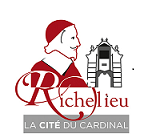 Richelieu
LA CITÉ DU CARDINAL